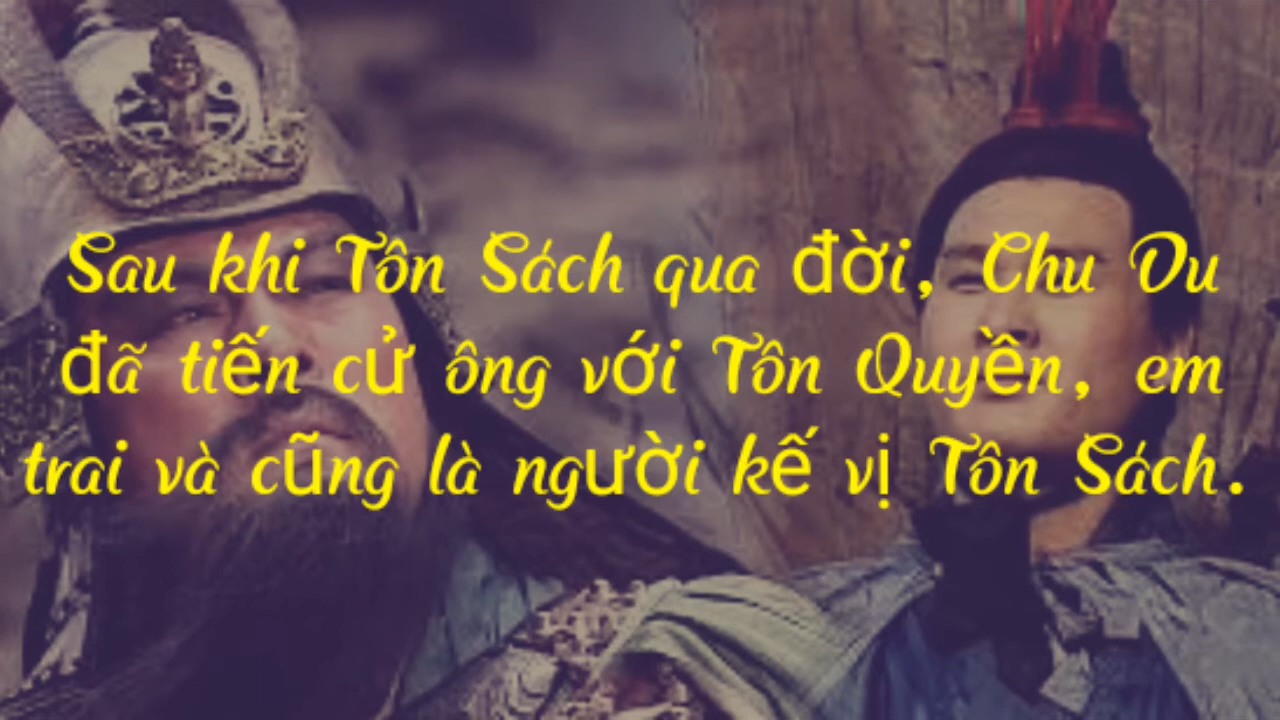 Sau khi Tôn Sách qua đời, Chu Du
đã tiến cử ông với Tôn Quyền, em
trai và cũng là người kế vị Tôn Sách.